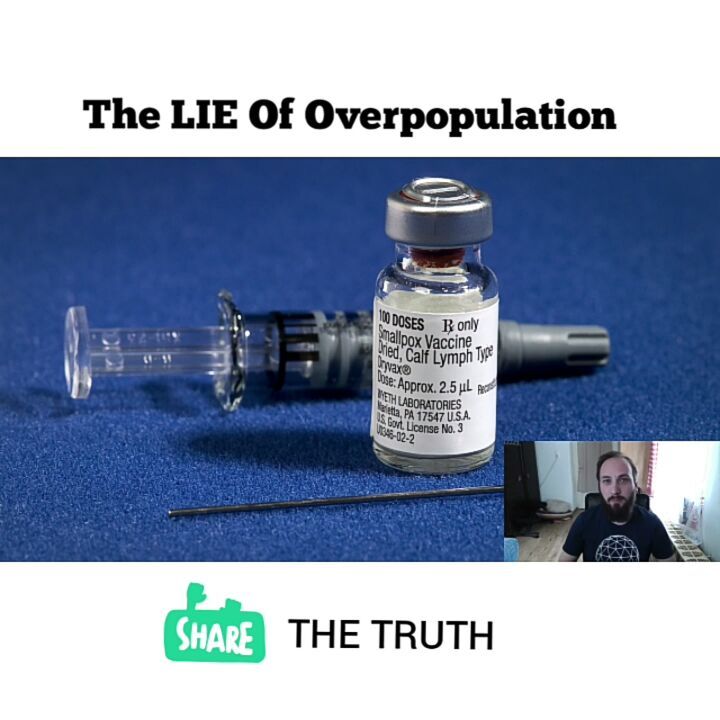 The LIE Of Overpopulation
100 DOSES ℞ only
Smallpox Vaccine
Dried, Calf Lymph Type
Dryvax®
Dose: Approx. 2.5 µL
WYETH LABORATORIES
Marietta, PA 17547 U.S.A.
U.S. Govt. License No. 3
SHARE THE TRUTH